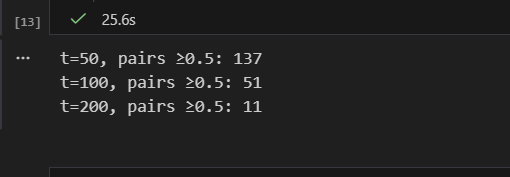 [13]
✓ 25.6s
··· t=50, pairs ≥0.5: 137
t=100, pairs ≥0.5: 51
t=200, pairs ≥0.5: 11